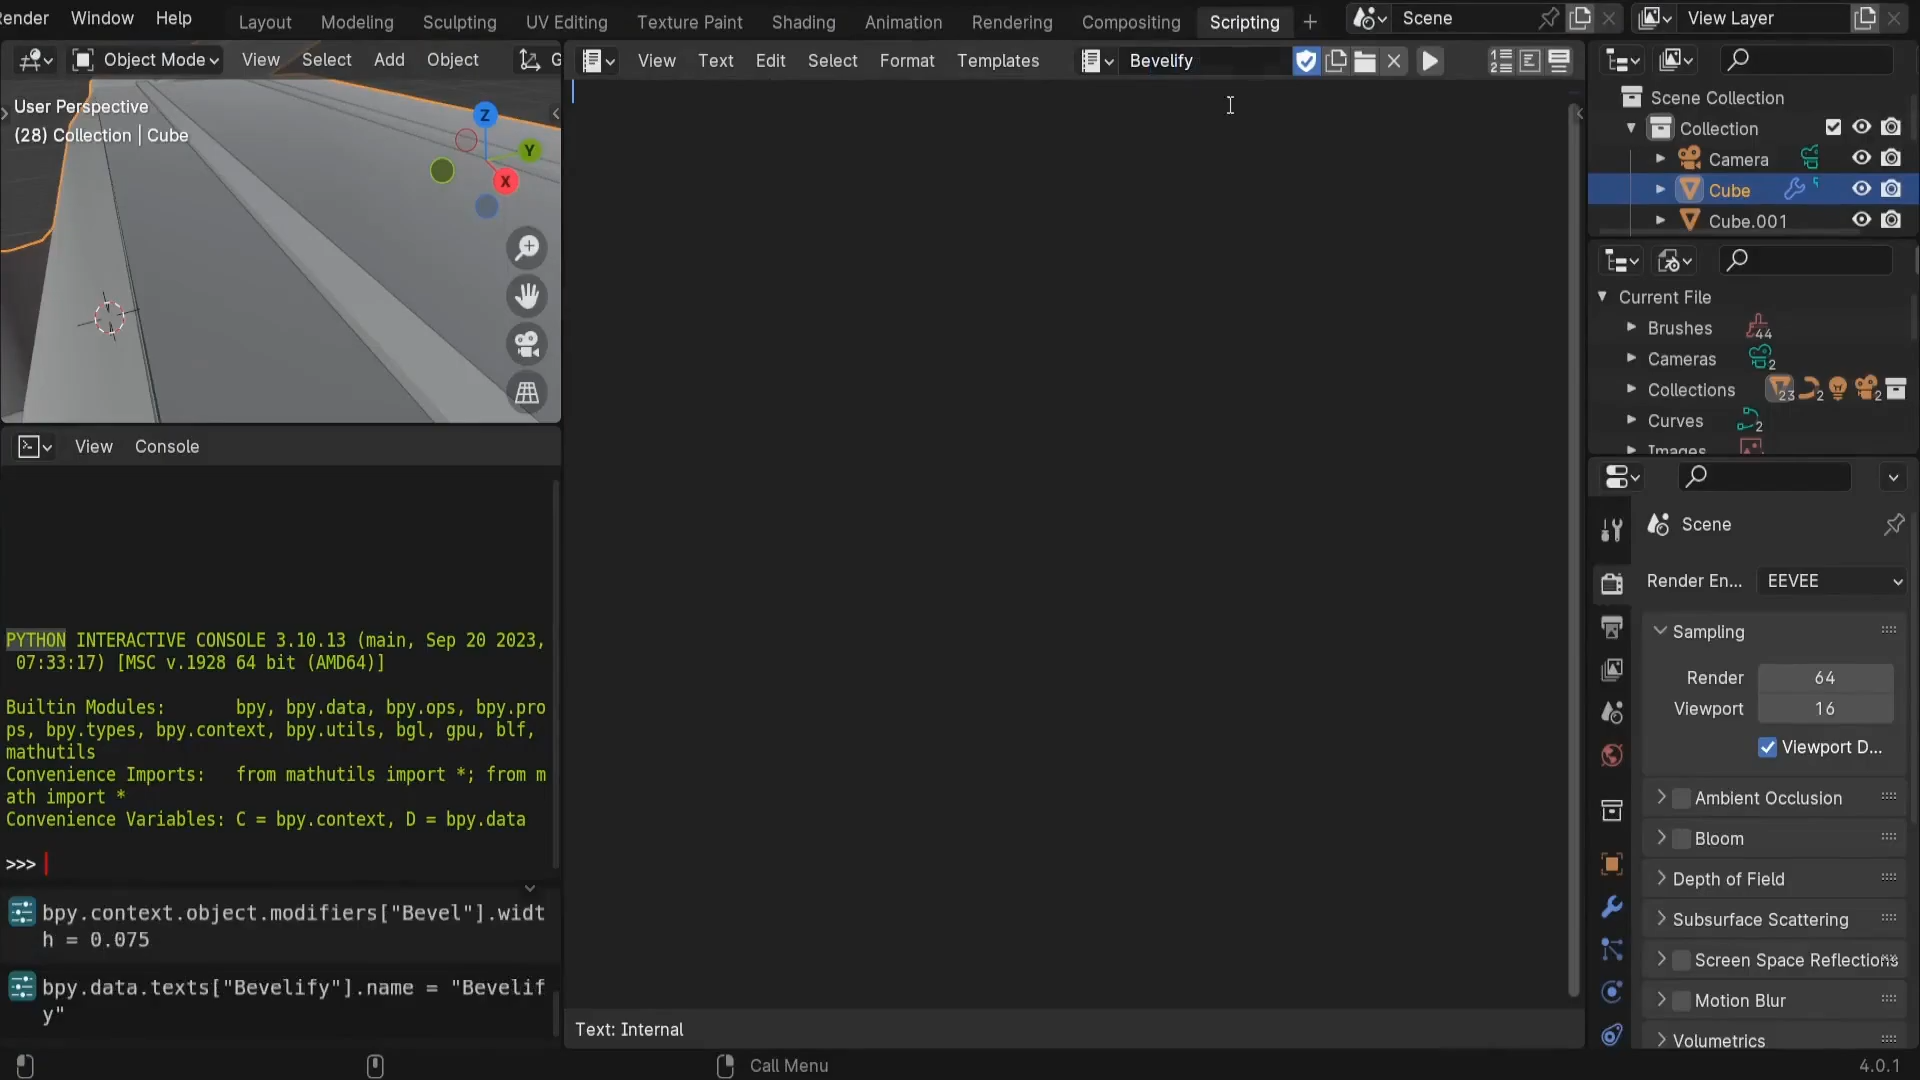 ender Window Help Layout Modeling Sculpting UV Editing Texture Paint Shading Animation Rendering Compositing Scripting + Scene View Layer
Object Mode View Select Add Object G
View Text Edit Select Format Templates Bevelify
User Perspective
(28) Collection | Cube
Z
Y
X
View Console
PYTHON INTERACTIVE CONSOLE 3.10.13 (main, Sep 20 2023,
07:33:17) [MSC v.1928 64 bit (AMD64)]
Builtin Modules: bpy, bpy.data, bpy.ops, bpy.pro
ps, bpy.types, bpy.context, bpy.utils, bgl, gpu, blf,
mathutils
Convenience Imports: from mathutils import *; from m
ath import *
Convenience Variables: C = bpy.context, D = bpy.data
>>>
bpy.context.object.modifiers["Bevel"].widt
h = 0.075
bpy.data.texts["Bevelify"].name = "Bevelif
y"
Text: Internal
Scene Collection
Collection
Camera
Cube
Cube.001
Current File
Brushes 44
Cameras 2
Collections 23 2 2
Curves 2
Images
Scene
Render En... EEVEE
Sampling
Render 64
Viewport 16
Viewport D...
Ambient Occlusion
Bloom
Depth of Field
Subsurface Scattering
Screen Space Reflections
Motion Blur
Volumetrics
Call Menu
4.0.1